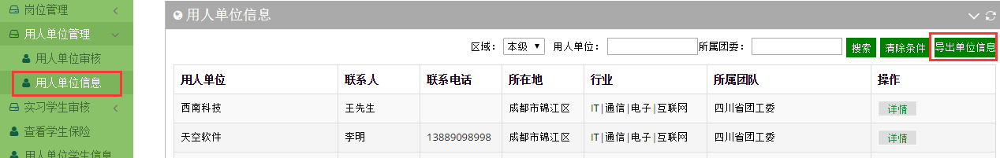 岗位管理
用人单位管理
用人单位审核
用人单位信息
实习学生审核
查看学生保险
用人单位学生信息
用人单位信息
区域： 本级 用人单位： 所属团委： 搜索 清除条件 导出单位信息
用人单位 联系人 联系电话 所在地 行业 所属团队 操作
西南科技 王先生 成都市锦江区 IT|通信|电子|互联网 四川省团工委 详情
天空软件 李明 13889098998 成都市锦江区 IT|通信|电子|互联网 四川省团工委 详情